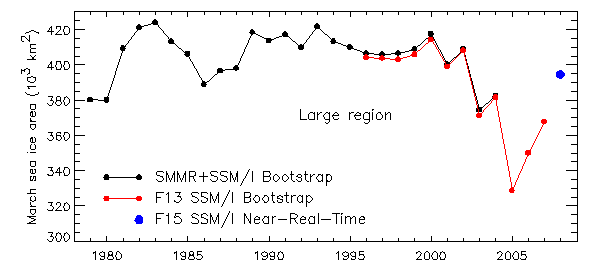 March sea ice area (10³ km²)
420
400
380
360
340
320
300
Large region
SMMR+SSM/I Bootstrap
F13 SSM/I Bootstrap
F15 SSM/I Near-Real-Time
1980 1985 1990 1995 2000 2005